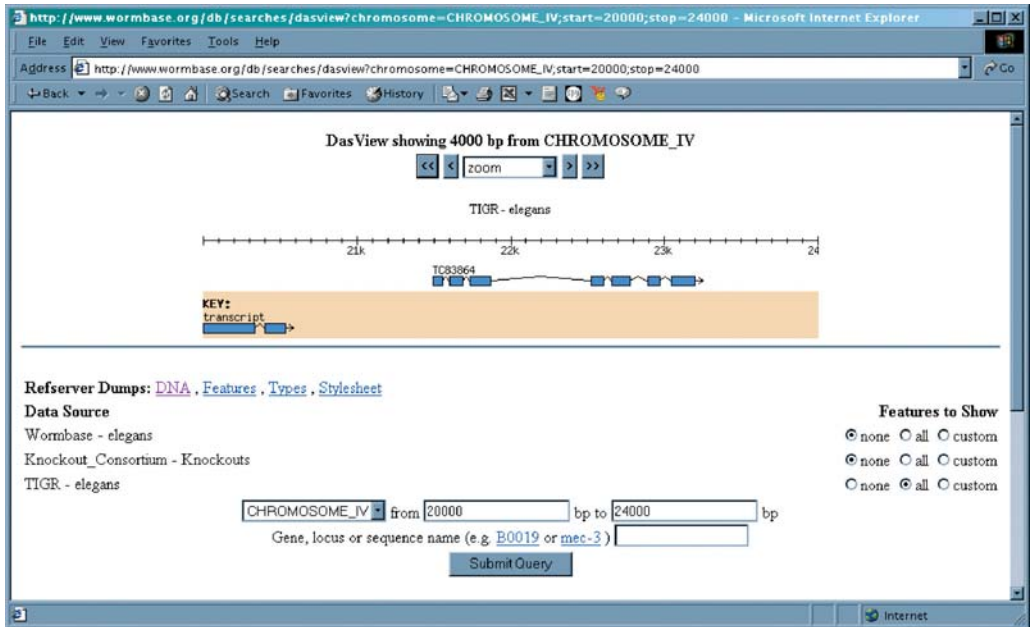 http://www.wormbase.org/db/searches/dasview?chromosome=CHROMOSOME_IV;start=20000;stop=24000 - Microsoft Internet Explorer
File Edit View Favorites Tools Help
Address http://www.wormbase.org/db/searches/dasview?chromosome=CHROMOSOME_IV;start=20000;stop=24000 Go
Back Search Favorites History
DasView showing 4000 bp from CHROMOSOME_IV
<< < zoom > >>
TIGR - elegans
21k 22k 23k 24
TC83864
KEY:
transcript
Refserver Dumps: DNA , Features , Types , Stylesheet
Data Source Features to Show
Wormbase - elegans none all custom
Knockout_Consortium - Knockouts none all custom
TIGR - elegans none all custom
CHROMOSOME_IV from 20000 bp to 24000 bp
Gene, locus or sequence name (e.g. B0019 or mec-3 )
Submit Query
Internet